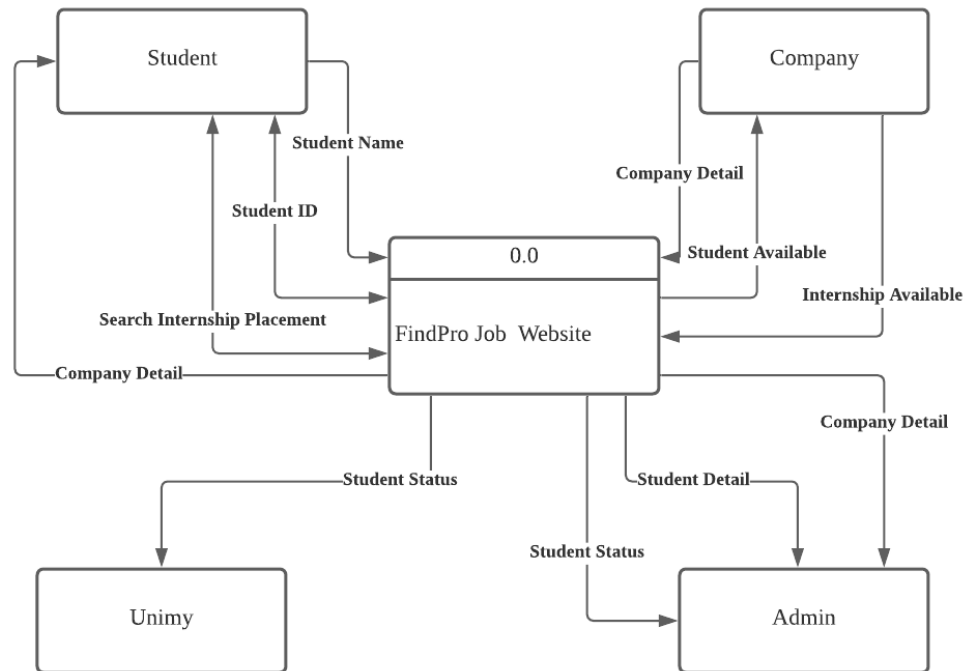 Student
Company
Student Name
Company Detail
Student ID
0.0
Student Available
Internship Available
Search Internship Placement
FindPro Job  Website
Company Detail
Company Detail
Student Status
Student Detail
Student Status
Unimy
Admin